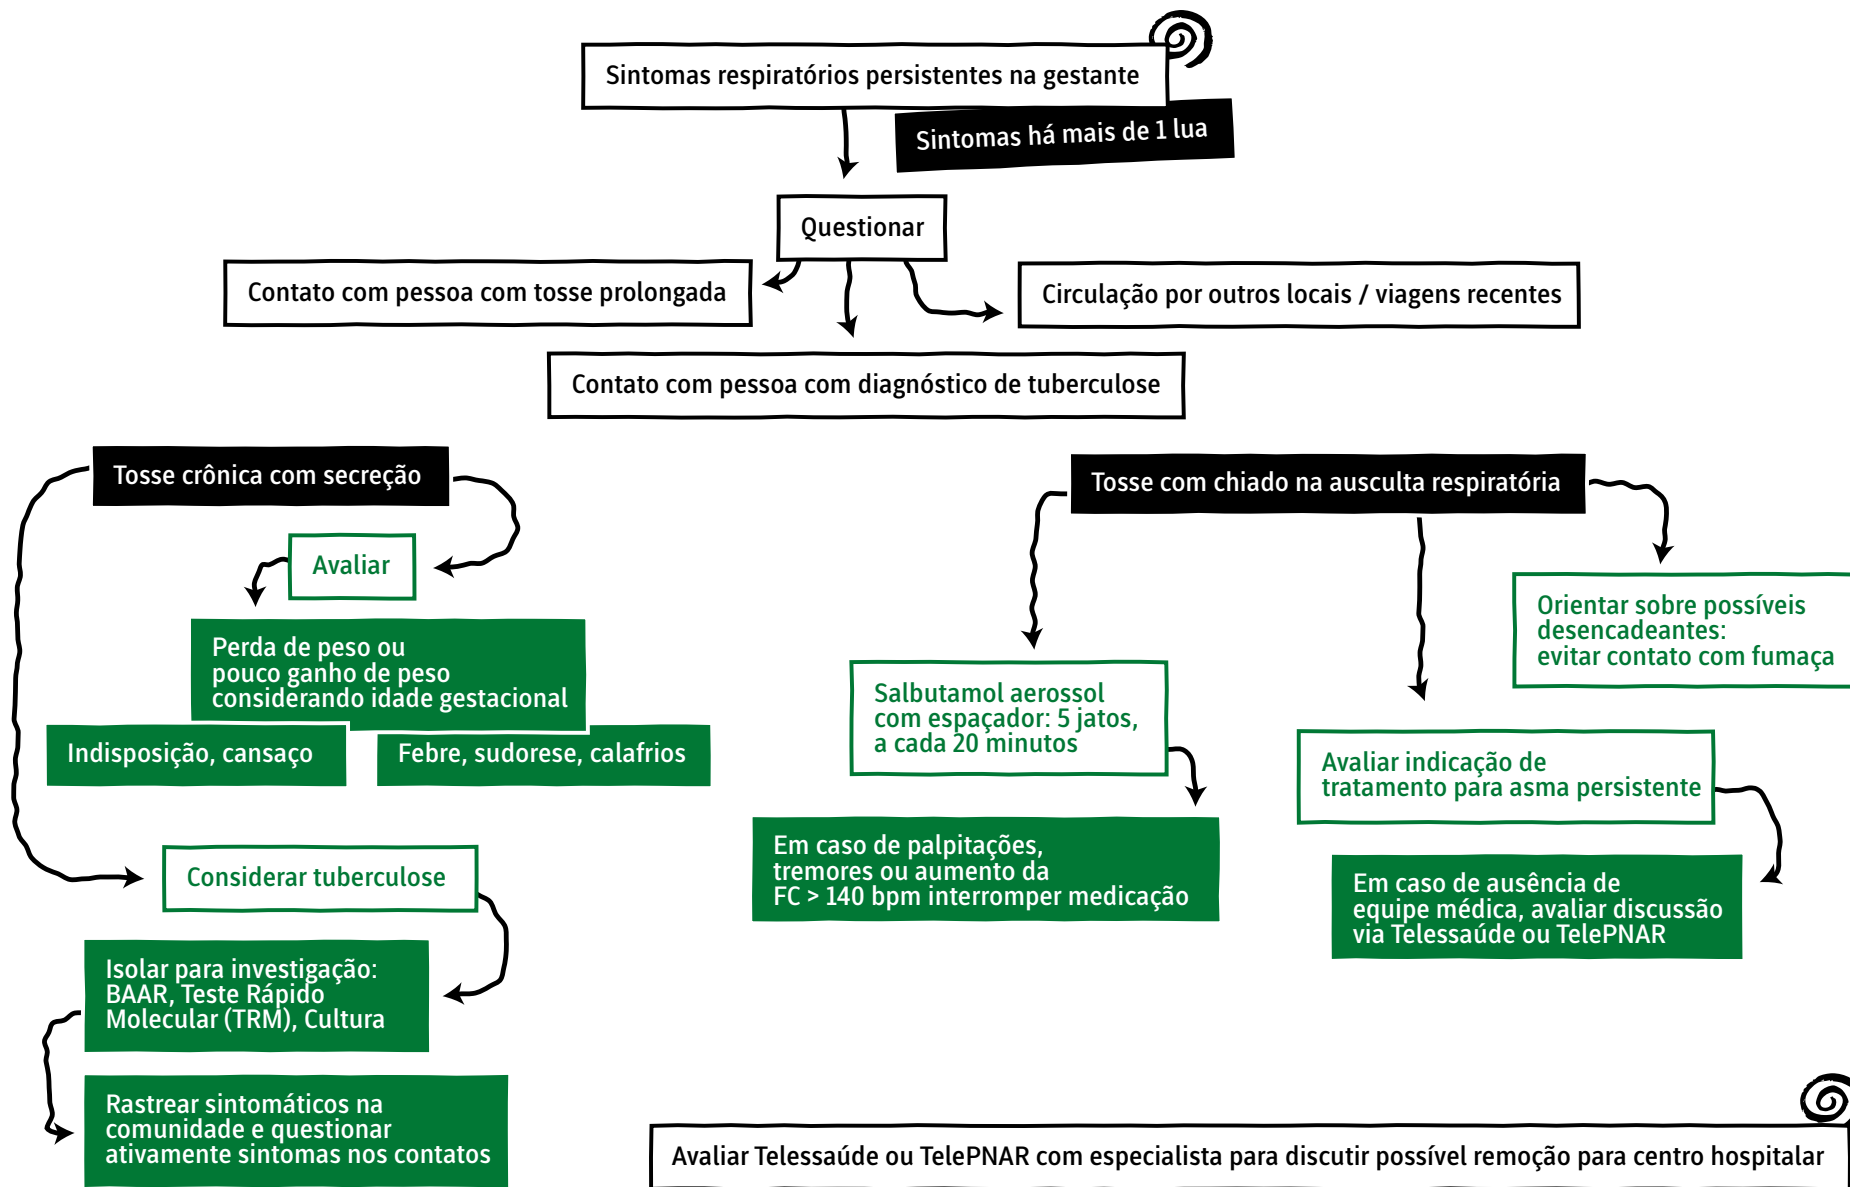 Sintomas respiratórios persistentes na gestante
Sintomas há mais de 1 lua
Questionar
Contato com pessoa com tosse prolongada
Circulação por outros locais / viagens recentes
Contato com pessoa com diagnóstico de tuberculose
Tosse crônica com secreção
Avaliar
Perda de peso ou
pouco ganho de peso
considerando idade gestacional
Indisposição, cansaço
Febre, sudorese, calafrios
Considerar tuberculose
Isolar para investigação:
BAAR, Teste Rápido
Molecular (TRM), Cultura
Rastrear sintomáticos na
comunidade e questionar
ativamente sintomas nos contatos
Tosse com chiado na ausculta respiratória
Salbutamol aerossol
com espaçador: 5 jatos,
a cada 20 minutos
Em caso de palpitações,
tremores ou aumento da
FC > 140 bpm interromper medicação
Avaliar indicação de
tratamento para asma persistente
Em caso de ausência de
equipe médica, avaliar discussão
via Telessaúde ou TelePNAR
Orientar sobre possíveis
desencadeantes:
evitar contato com fumaça
Avaliar Telessaúde ou TelePNAR com especialista para discutir possível remoção para centro hospitalar